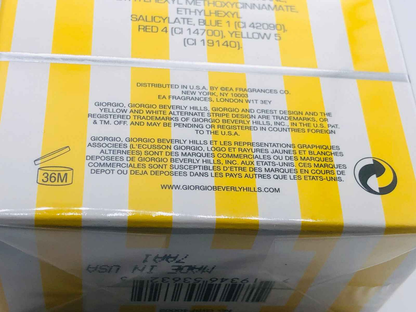 HEXYL METHOXYCINNAMATE,
ETHYLHEXYL
SALICYLATE, BLUE 1 (CI 42090),
RED 4 (CI 14700), YELLOW 5
(CI 19140).
DISTRIBUTED IN U.S.A. BY GEA FRAGRANCES CO.
NEW YORK, NY 10003
EA FRAGRANCES, LONDON W1T 3EY
GIORGIO, GIORGIO BEVERLY HILLS, GIORGIO AND CREST DESIGN AND THE
YELLOW AND WHITE ALTERNATE STRIPE DESIGN ARE TRADEMARKS, OR
REGISTERED TRADEMARKS OF GIORGIO BEVERLY HILLS, INC., IN THE U.S. PAT.
& TM. OFF. AND MAY BE PENDING OR REGISTERED IN COUNTRIES FOREIGN
TO THE U.S.A.
GIORGIO, GIORGIO BEVERLY HILLS ET LES REPRESENTATIONS GRAPHIQUES
ASSOCIEES (L'ECUSSON GIORGIO, LOGO ET RAYURES JAUNES ET BLANCHES
ALTERNEES) SONT DES MARQUES COMMERCIALES OU DES MARQUES
DEPOSEES DE GIORGIO BEVERLY HILLS, INC. AUX ETATS-UNIS. CES MARQUES
COMMERCIALES SONT SUSCEPTIBLES D'ETRE DES MARQUES EN COURS DE
DEPOT OU DEJA DEPOSEES DANS LES PAYS AUTRES QUE LES ETATS-UNIS.
WWW.GIORGIOBEVERLYHILLS.COM
36M
MADE IN USA
7AA1